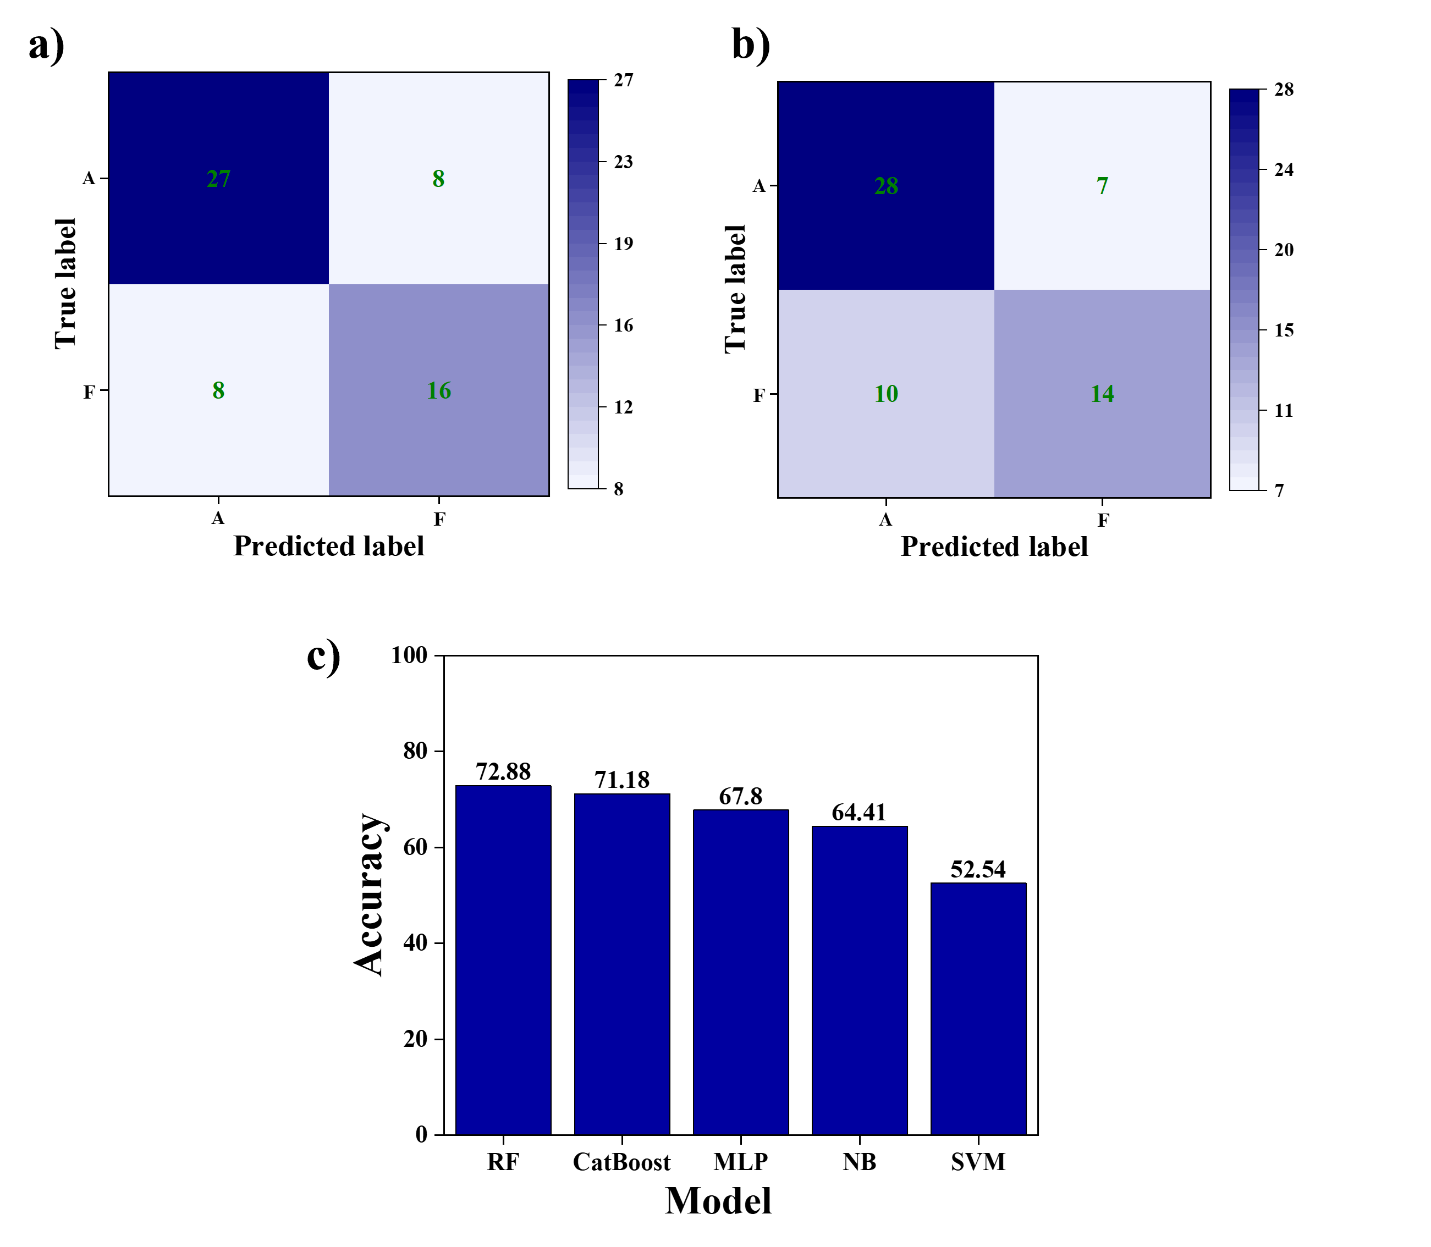 a)
27
8
8
16
A
F
True label
A
F
Predicted label
27
23
19
16
12
8
b)
28
7
10
14
A
F
True label
A
F
Predicted label
28
24
20
15
11
7
c)
100
80
60
40
20
0
Accuracy
72.88
71.18
67.8
64.41
52.54
RF
CatBoost
MLP
NB
SVM
Model